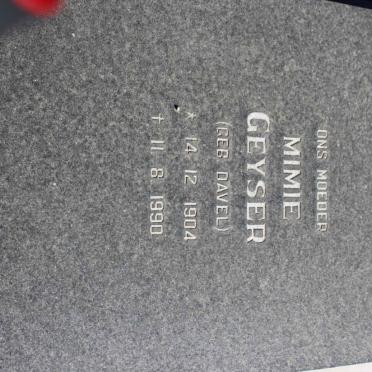 ONS MOEDER
MIMIE
GEYSER
(GEB DAVEL)
* 14 12 1904
† 11 8 1990